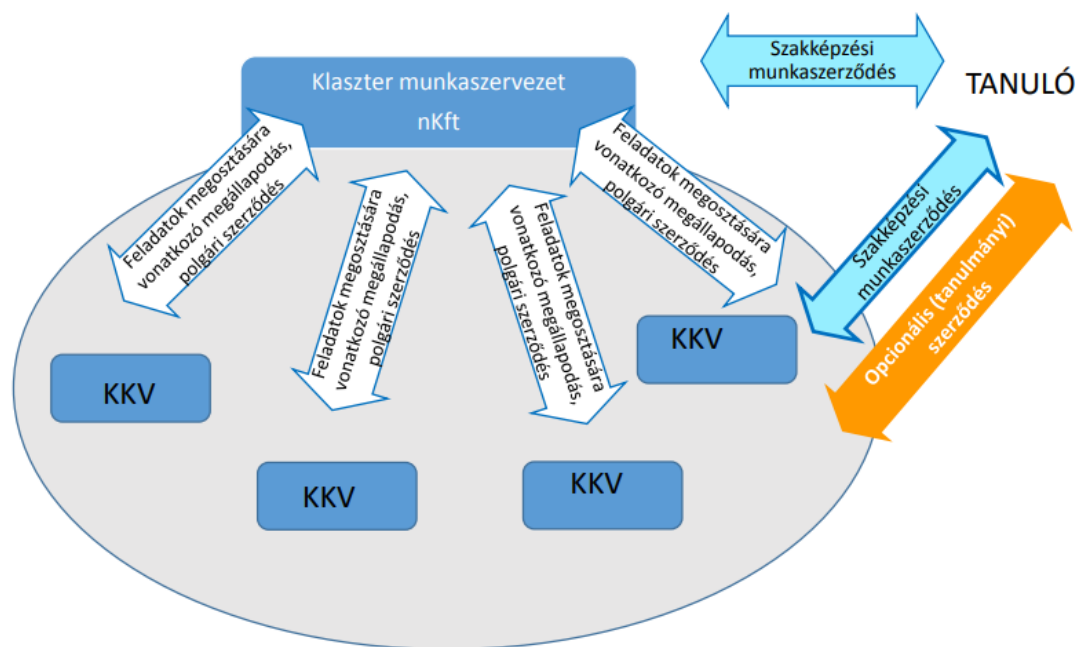 Szakképzési
munkaszerződés
TANULÓ
Klaszter munkaszervezet
nKft
Feladatok megosztására
vonatkozó megállapodás,
polgári szerződés
Feladatok megosztására
vonatkozó megállapodás,
polgári szerződés
Feladatok megosztására
vonatkozó megállapodás,
polgári szerződés
Feladatok megosztására
vonatkozó megállapodás,
polgári szerződés
Szakképzési
munkaszerződés
Opcionális (tanulmányi)
szerződés
KKV
KKV
KKV
KKV